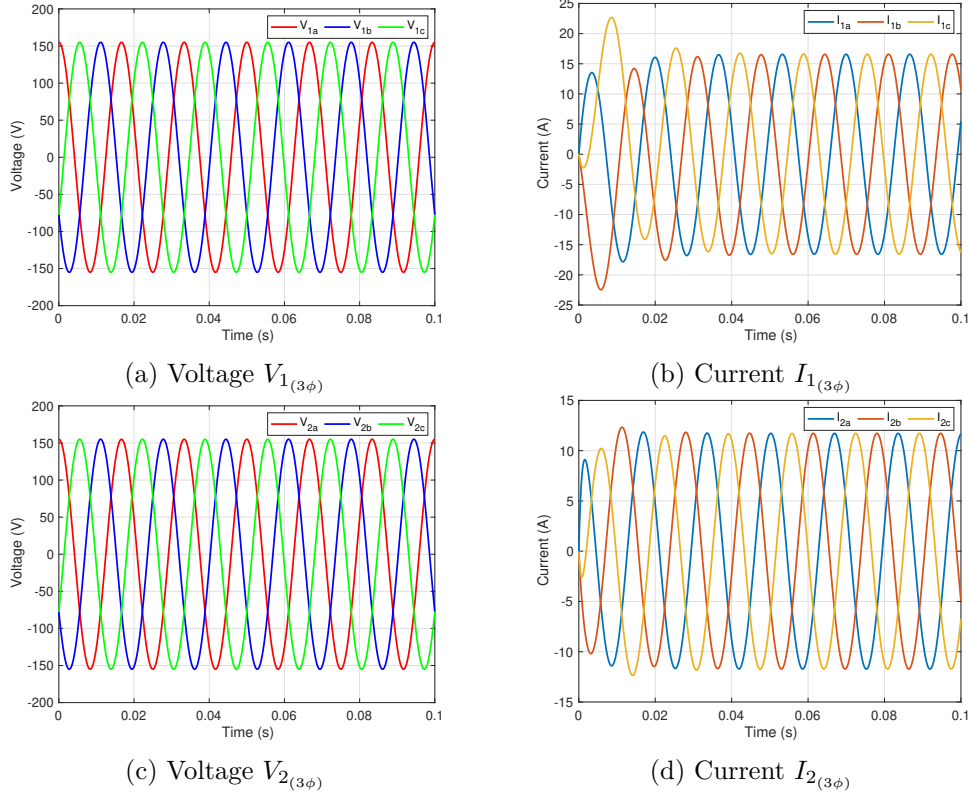 V1a V1b V1c
200
150
100
50
0
-50
-100
-150
-200
Voltage (V)
0 0.02 0.04 0.06 0.08 0.1
Time (s)
(a) Voltage V1(3ϕ)
I1a I1b I1c
25
20
15
10
5
0
-5
-10
-15
-20
-25
Current (A)
0 0.02 0.04 0.06 0.08 0.1
Time (s)
(b) Current I1(3ϕ)
V2a V2b V2c
200
150
100
50
0
-50
-100
-150
-200
Voltage (V)
0 0.02 0.04 0.06 0.08 0.1
Time (s)
(c) Voltage V2(3ϕ)
I2a I2b I2c
15
10
5
0
-5
-10
-15
Current (A)
0 0.02 0.04 0.06 0.08 0.1
Time (s)
(d) Current I2(3ϕ)